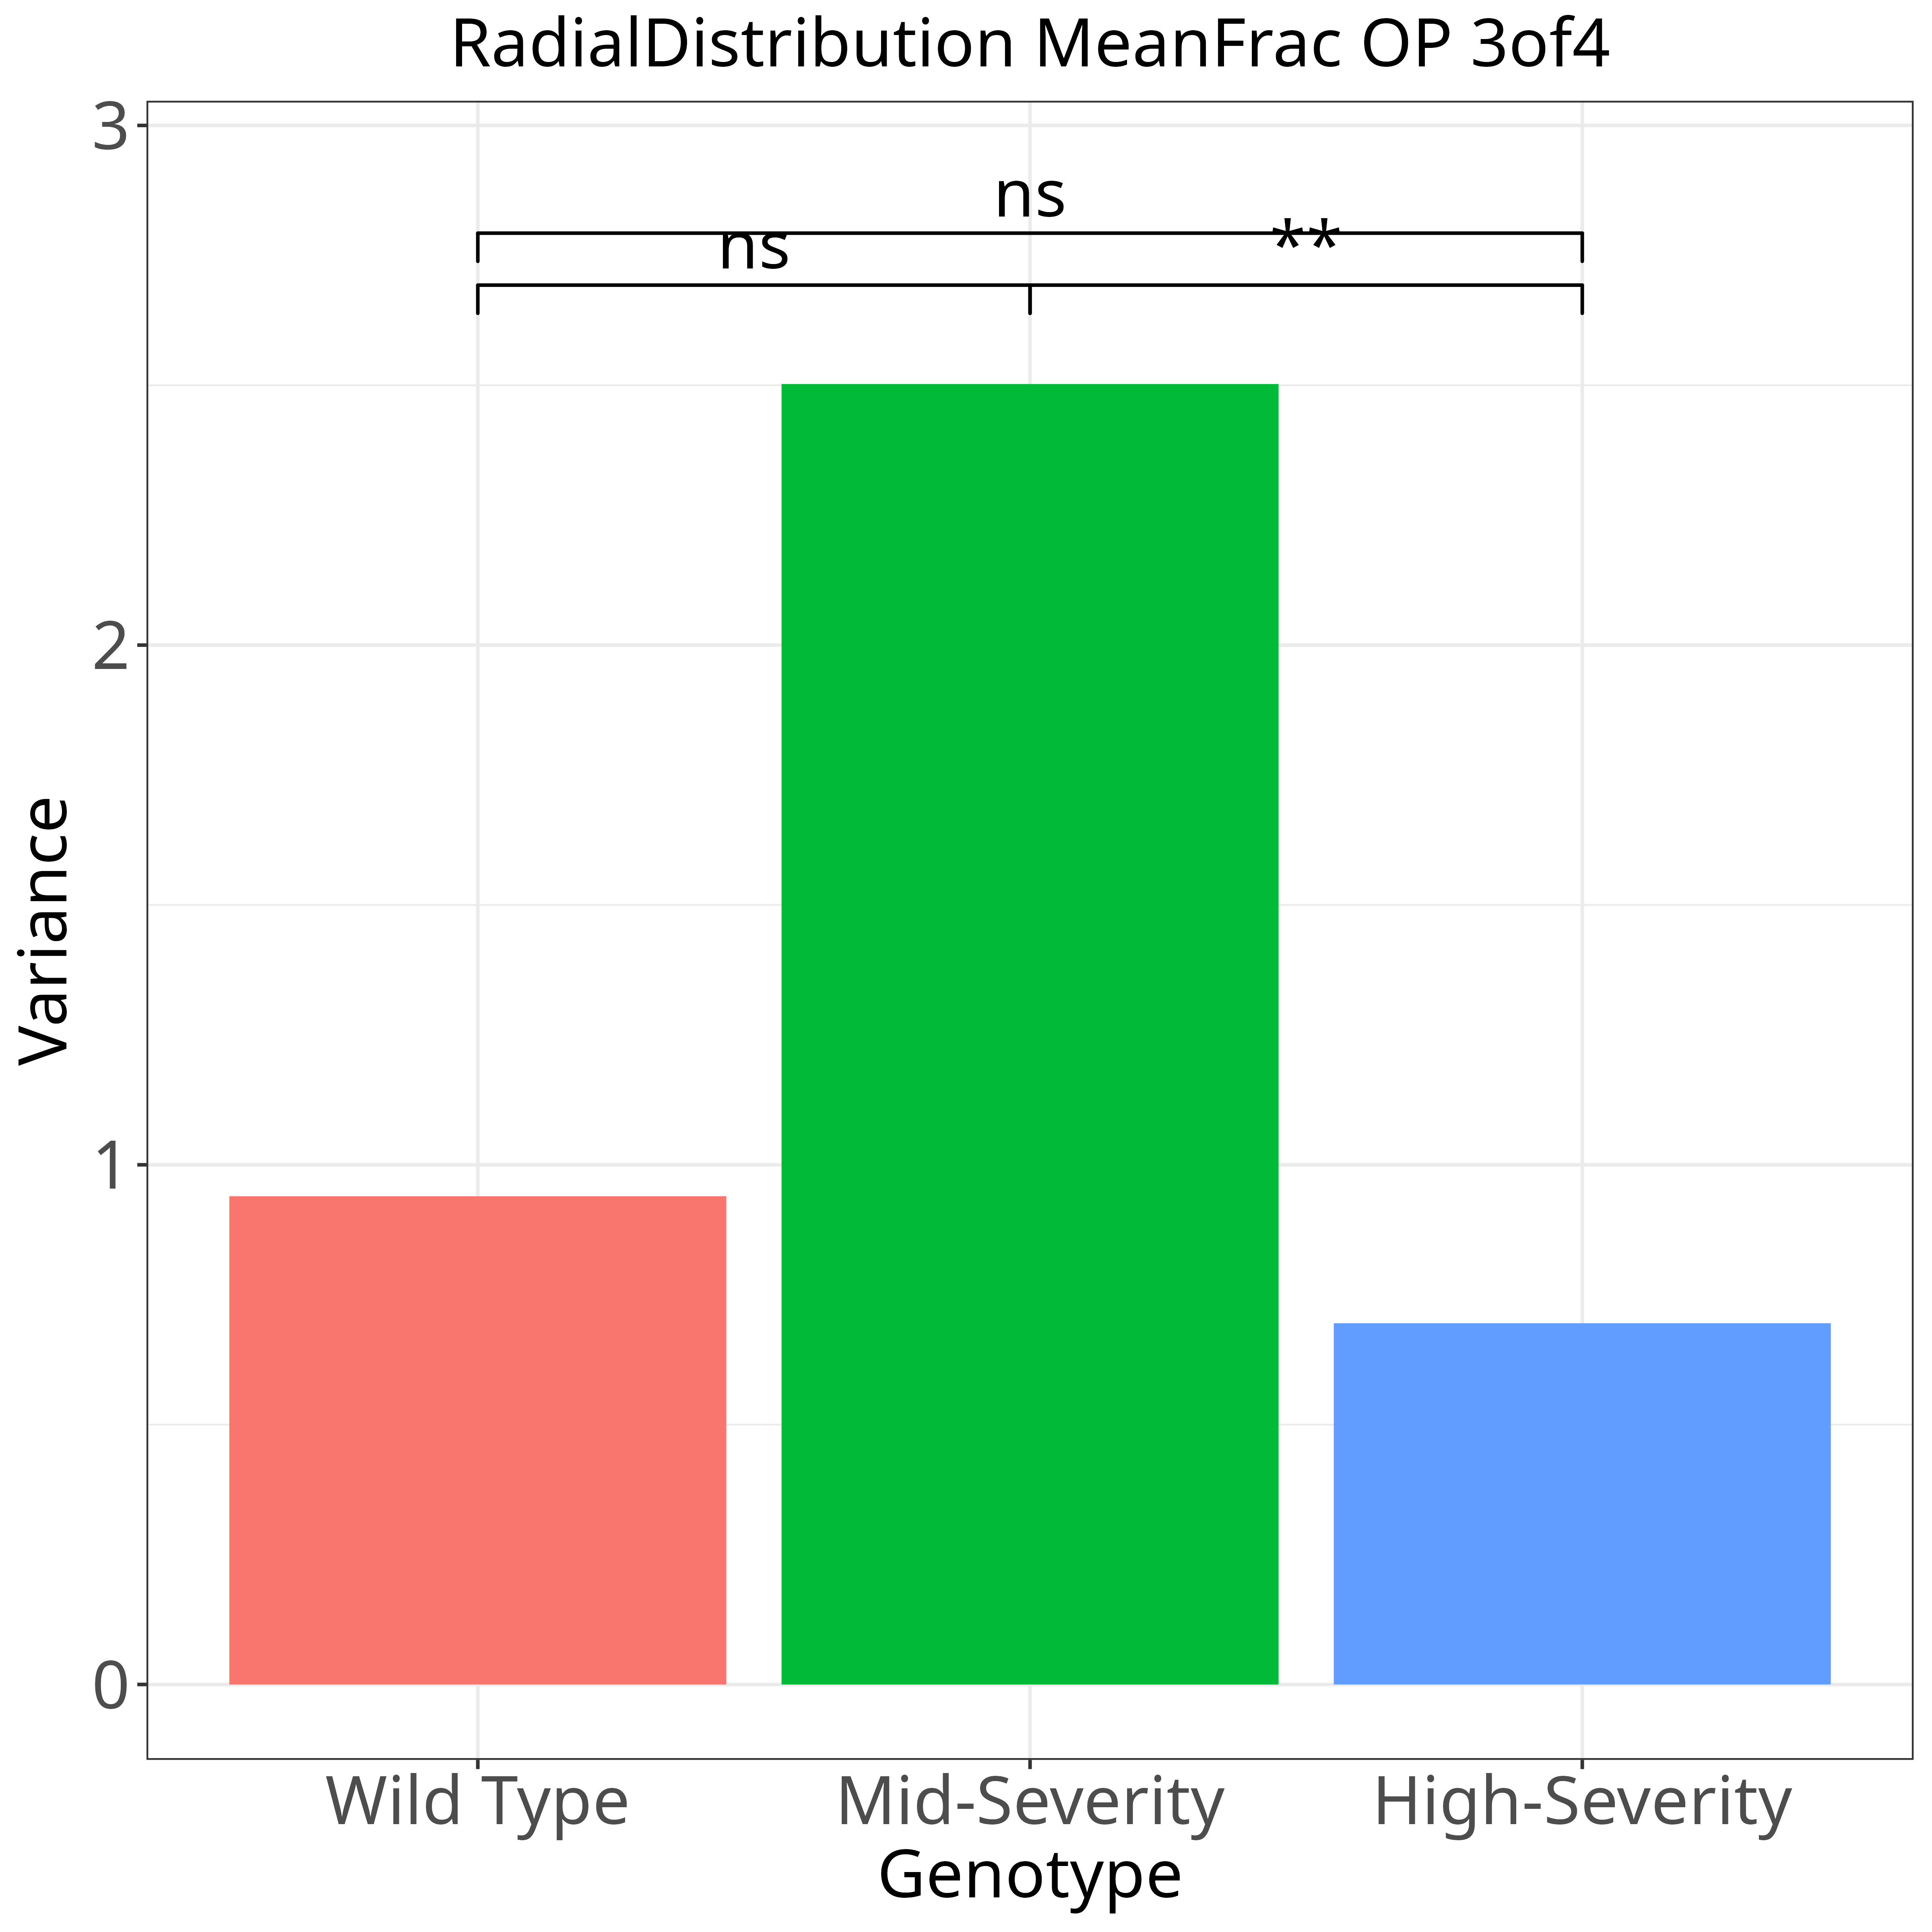 RadialDistribution MeanFrac OP 3of4
3
ns
ns
**
2
Variance
1
0
Wild Type Mid-Severity High-Severity
Genotype